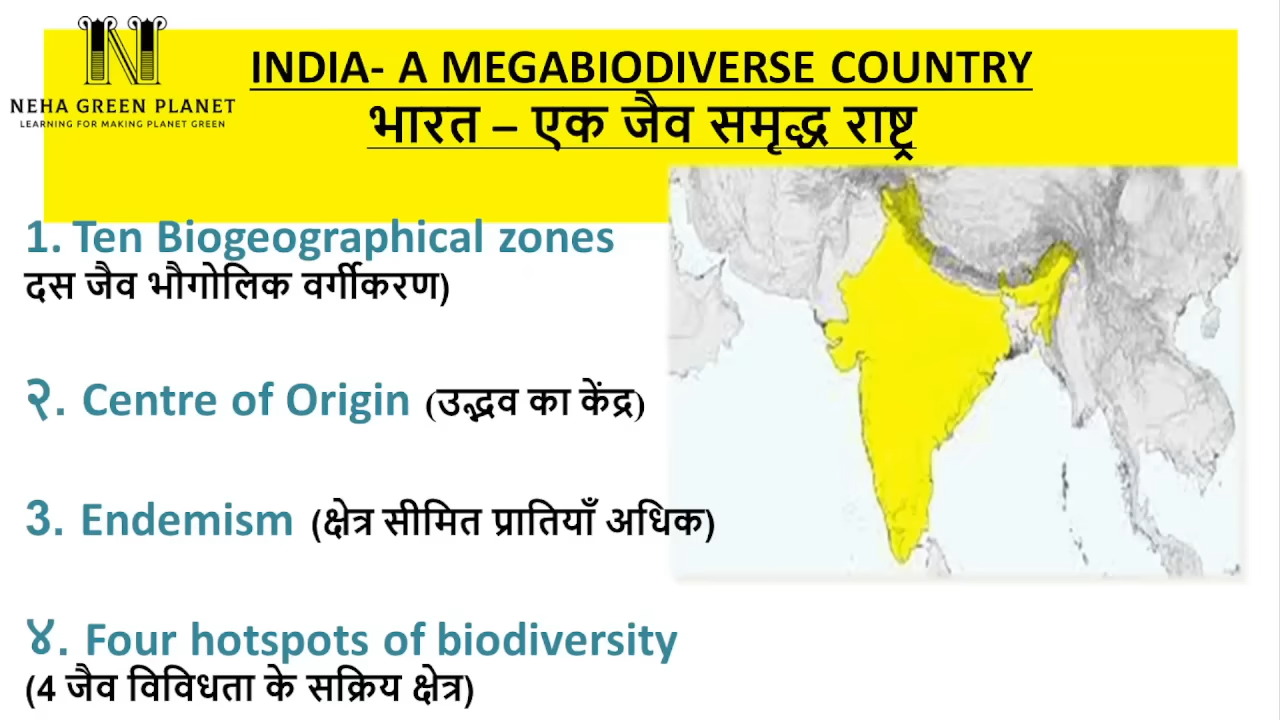 NEHA GREEN PLANET
LEARNING FOR MAKING PLANET GREEN
INDIA- A MEGABIODIVERSE COUNTRY
भारत – एक जैव समृद्ध राष्ट्र
1. Ten Biogeographical zones
दस जैव भौगोलिक वर्गीकरण)
२. Centre of Origin (उद्भव का केंद्र)
3. Endemism (क्षेत्र सीमित प्रातियाँ अधिक)
४. Four hotspots of biodiversity
(4 जैव विविधता के सक्रिय क्षेत्र)